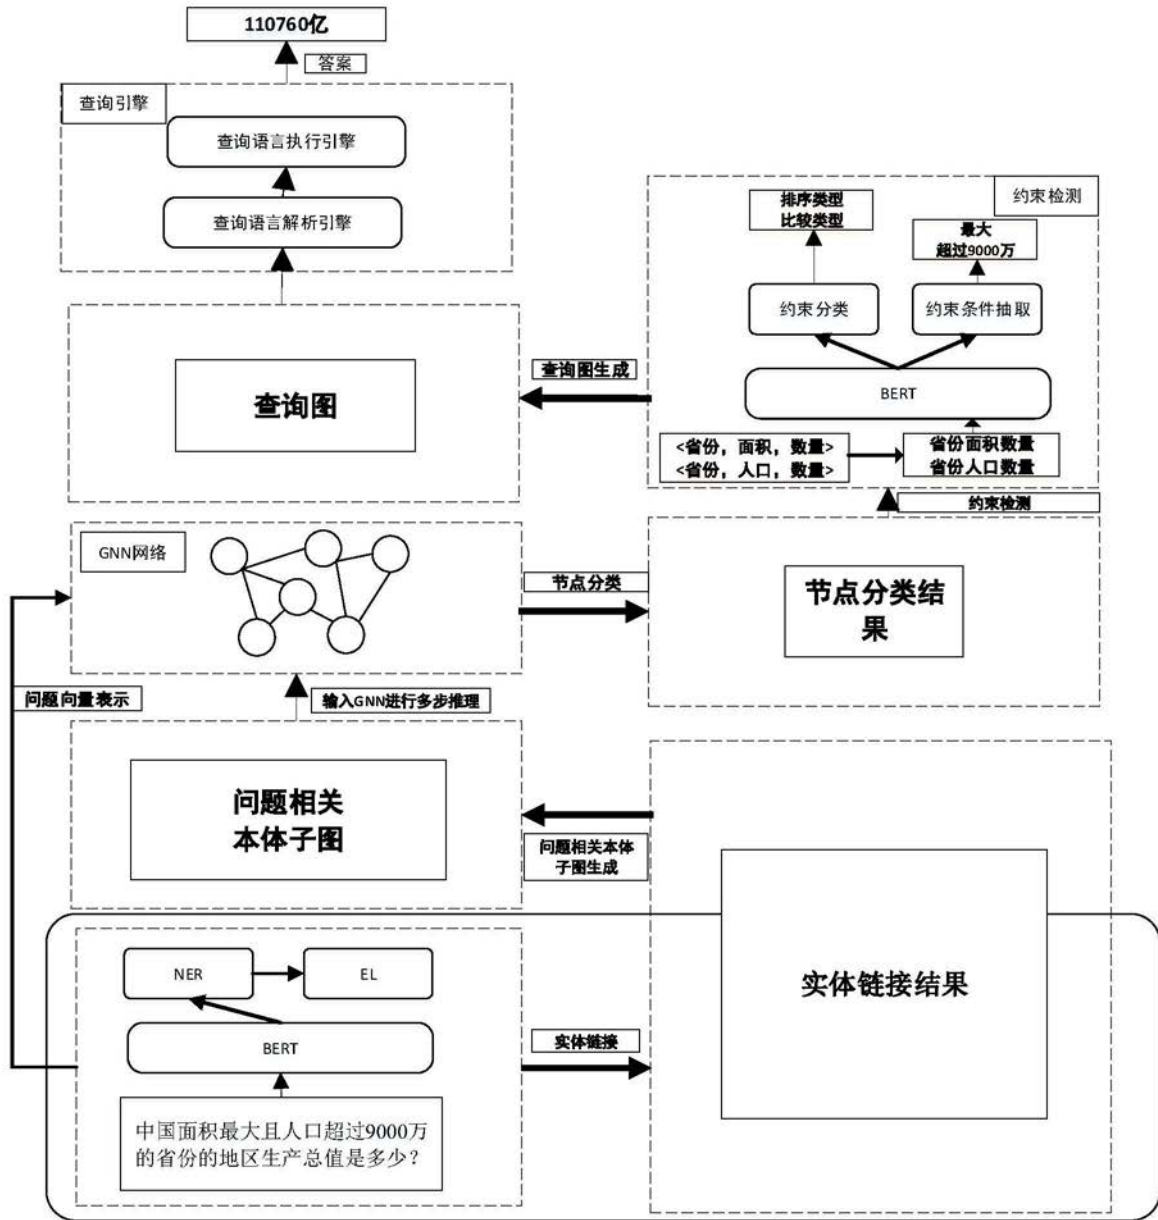 110760亿
答案
查询引擎
查询语言执行引擎
查询语言解析引擎
约束检测
排序类型
比较类型
最大
超过9000万
约束分类
约束条件抽取
BERT
<省份，面积，数量>
<省份，人口，数量>
省份面积数量
省份人口数量
查询图生成
查询图
约束检测
GNN网络
节点分类
节点分类结
果
问题向量表示
输入GNN进行多步推理
问题相关
本体子图
问题相关本体
子图生成
NER
EL
BERT
实体链接
实体链接结果
中国面积最大且人口超过9000万
的省份的地区生产总值是多少？